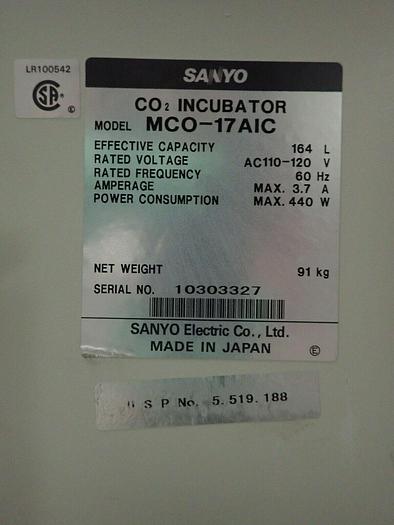 LR100542
SA®
©
SANYO
CO₂ INCUBATOR
MODEL MCO-17AIC
EFFECTIVE CAPACITY 164 L
RATED VOLTAGE AC110-120 V
RATED FREQUENCY 60 Hz
AMPERAGE MAX. 3.7 A
POWER CONSUMPTION MAX. 440 W
NET WEIGHT 91 kg
SERIAL NO. 10303327
SANYO Electric Co., Ltd.
MADE IN JAPAN Ⓔ
U S P No. 5.519.188